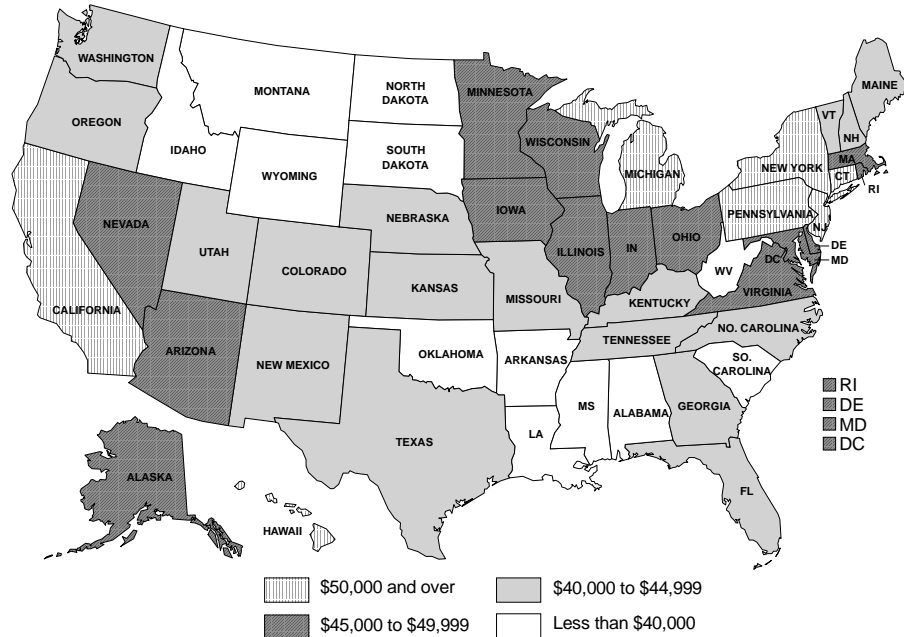 WASHINGTON
MAINE
MONTANA
NORTH
DAKOTA
MINNESOTA
VT
OREGON
NH
IDAHO
WISCONSIN
SOUTH
DAKOTA
MICHIGAN
NEW YORK
MA
CT
RI
WYOMING
NEVADA
NEBRASKA
IOWA
PENNSYLVANIA
NJ
UTAH
COLORADO
ILLINOIS
IN
OHIO
DE
MD
DC
WV
CALIFORNIA
KANSAS
MISSOURI
KENTUCKY
VIRGINIA
NO. CAROLINA
TENNESSEE
ARIZONA
NEW MEXICO
OKLAHOMA
ARKANSAS
SO.
CAROLINA
MS
ALABAMA
GEORGIA
RI
DE
MD
DC
TEXAS
LA
ALASKA
FL
HAWAII
$50,000 and over
$40,000 to $44,999
$45,000 to $49,999
Less than $40,000